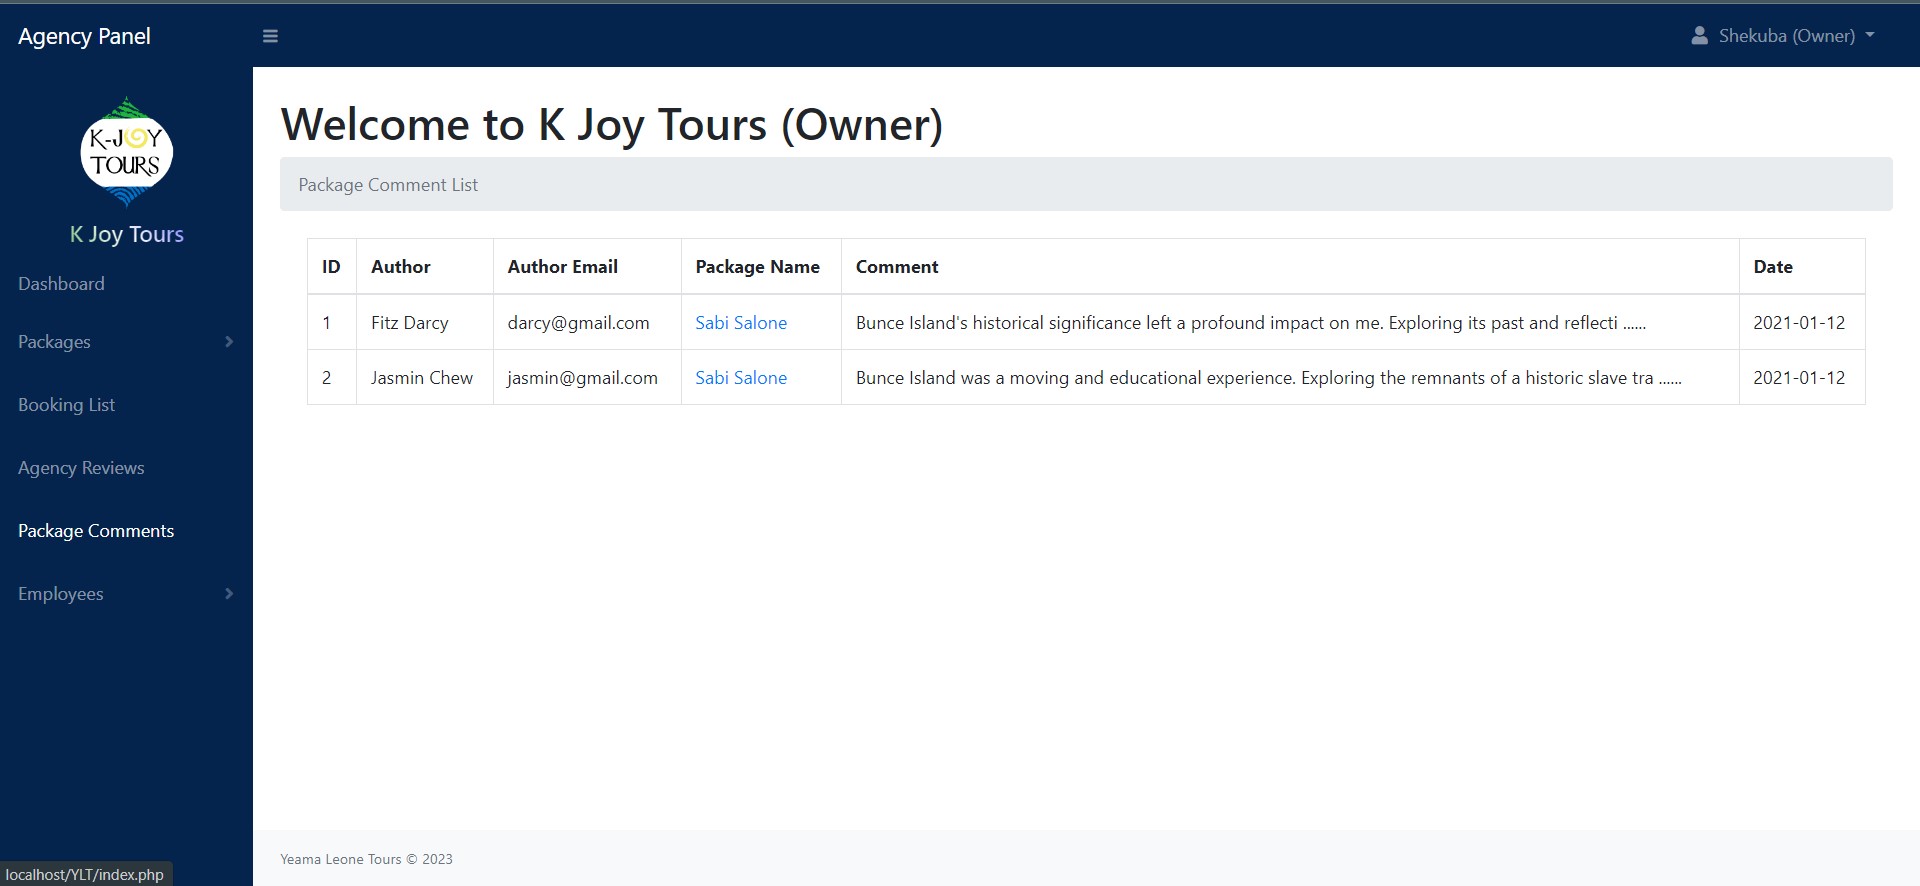 Agency Panel
Shekuba (Owner)
K-JOY
TOURS
K Joy Tours
Dashboard
Packages
Booking List
Agency Reviews
Package Comments
Employees
Welcome to K Joy Tours (Owner)
Package Comment List
ID Author Author Email Package Name Comment Date
1 Fitz Darcy darcy@gmail.com Sabi Salone Bunce Island's historical significance left a profound impact on me. Exploring its past and reflecti ...... 2021-01-12
2 Jasmin Chew jasmin@gmail.com Sabi Salone Bunce Island was a moving and educational experience. Exploring the remnants of a historic slave tra ...... 2021-01-12
Yeama Leone Tours © 2023
localhost/YLT/index.php